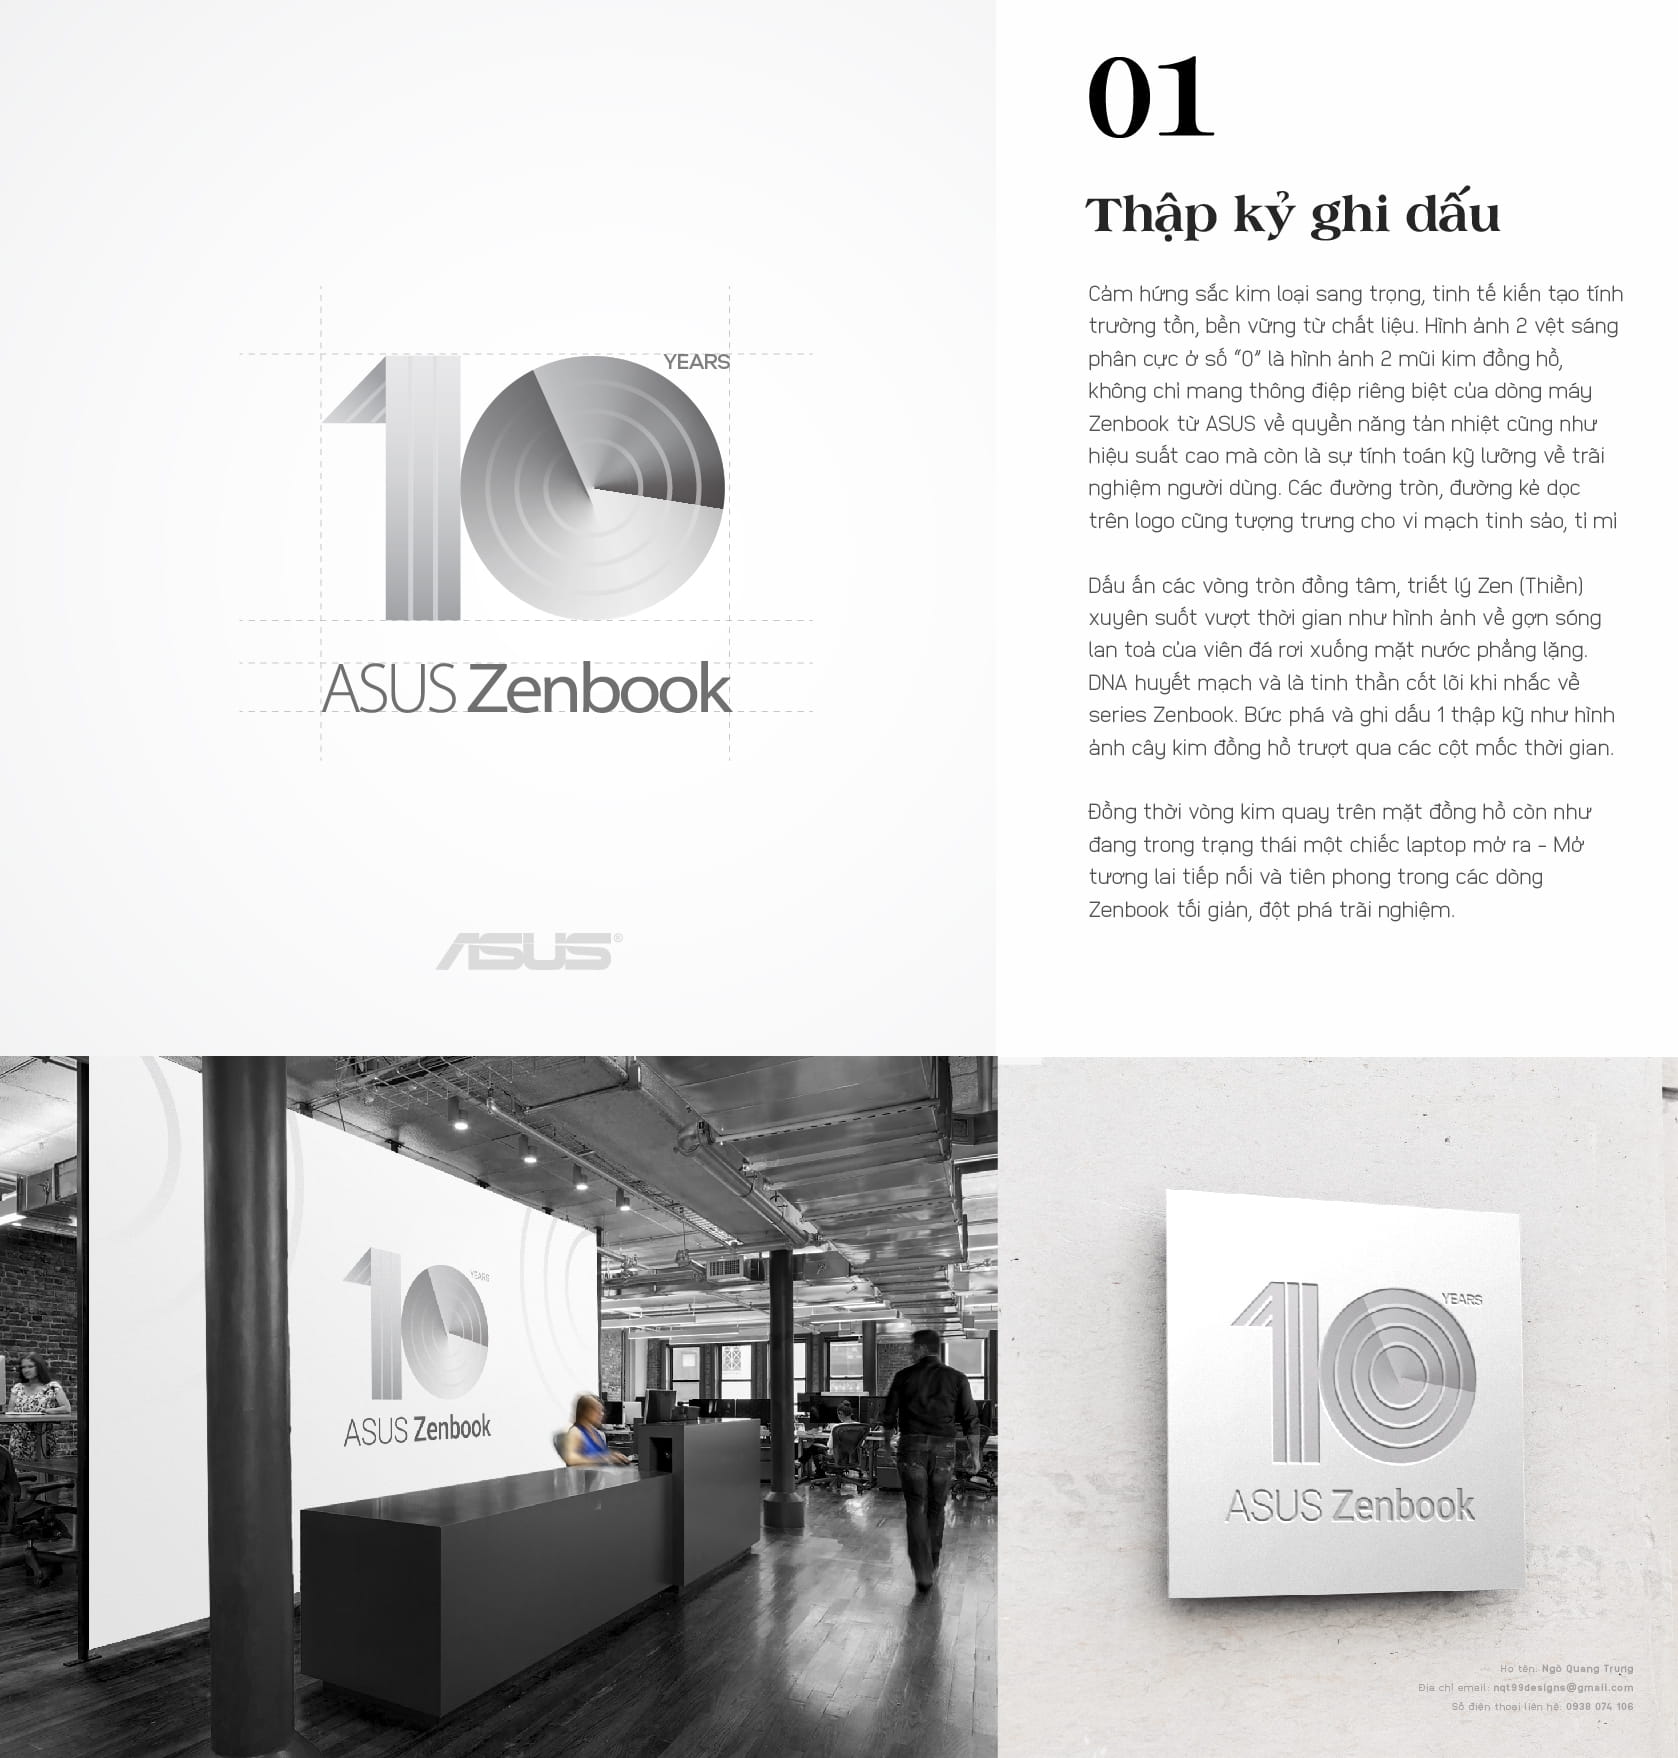 10
YEARS
ASUS Zenbook
ASUS®
01
Thập kỷ ghi dấu
Cảm hứng sắc kim loại sang trọng, tinh tế kiến tạo tính
trường tồn, bền vững từ chất liệu. Hình ảnh 2 vệt sáng
phân cực ở số “0” là hình ảnh 2 mũi kim đồng hồ,
không chỉ mang thông điệp riêng biệt của dòng máy
Zenbook từ ASUS về quyền năng tản nhiệt cũng như
hiệu suất cao mà còn là sự tính toán kỹ lưỡng về trãi
nghiệm người dùng. Các đường tròn, đường kẻ dọc
trên logo cũng tượng trưng cho vi mạch tinh sảo, tỉ mỉ
Dấu ấn các vòng tròn đồng tâm, triết lý Zen (Thiền)
xuyên suốt vượt thời gian như hình ảnh về gợn sóng
lan toả của viên đá rơi xuống mặt nước phẳng lặng.
DNA huyết mạch và là tinh thần cốt lõi khi nhắc về
series Zenbook. Bức phá và ghi dấu 1 thập kỹ như hình
ảnh cây kim đồng hồ trượt qua các cột mốc thời gian.
Đồng thời vòng kim quay trên mặt đồng hồ còn như
đang trong trạng thái một chiếc laptop mở ra - Mở
tương lai tiếp nối và tiên phong trong các dòng
Zenbook tối giản, đột phá trãi nghiệm.
10
YEARS
ASUS Zenbook
10
YEARS
ASUS Zenbook
Họ tên: Ngô Quang Trung
Địa chỉ email: nqt99designs@gmail.com
Số điện thoại liên hệ: 0938 074 106